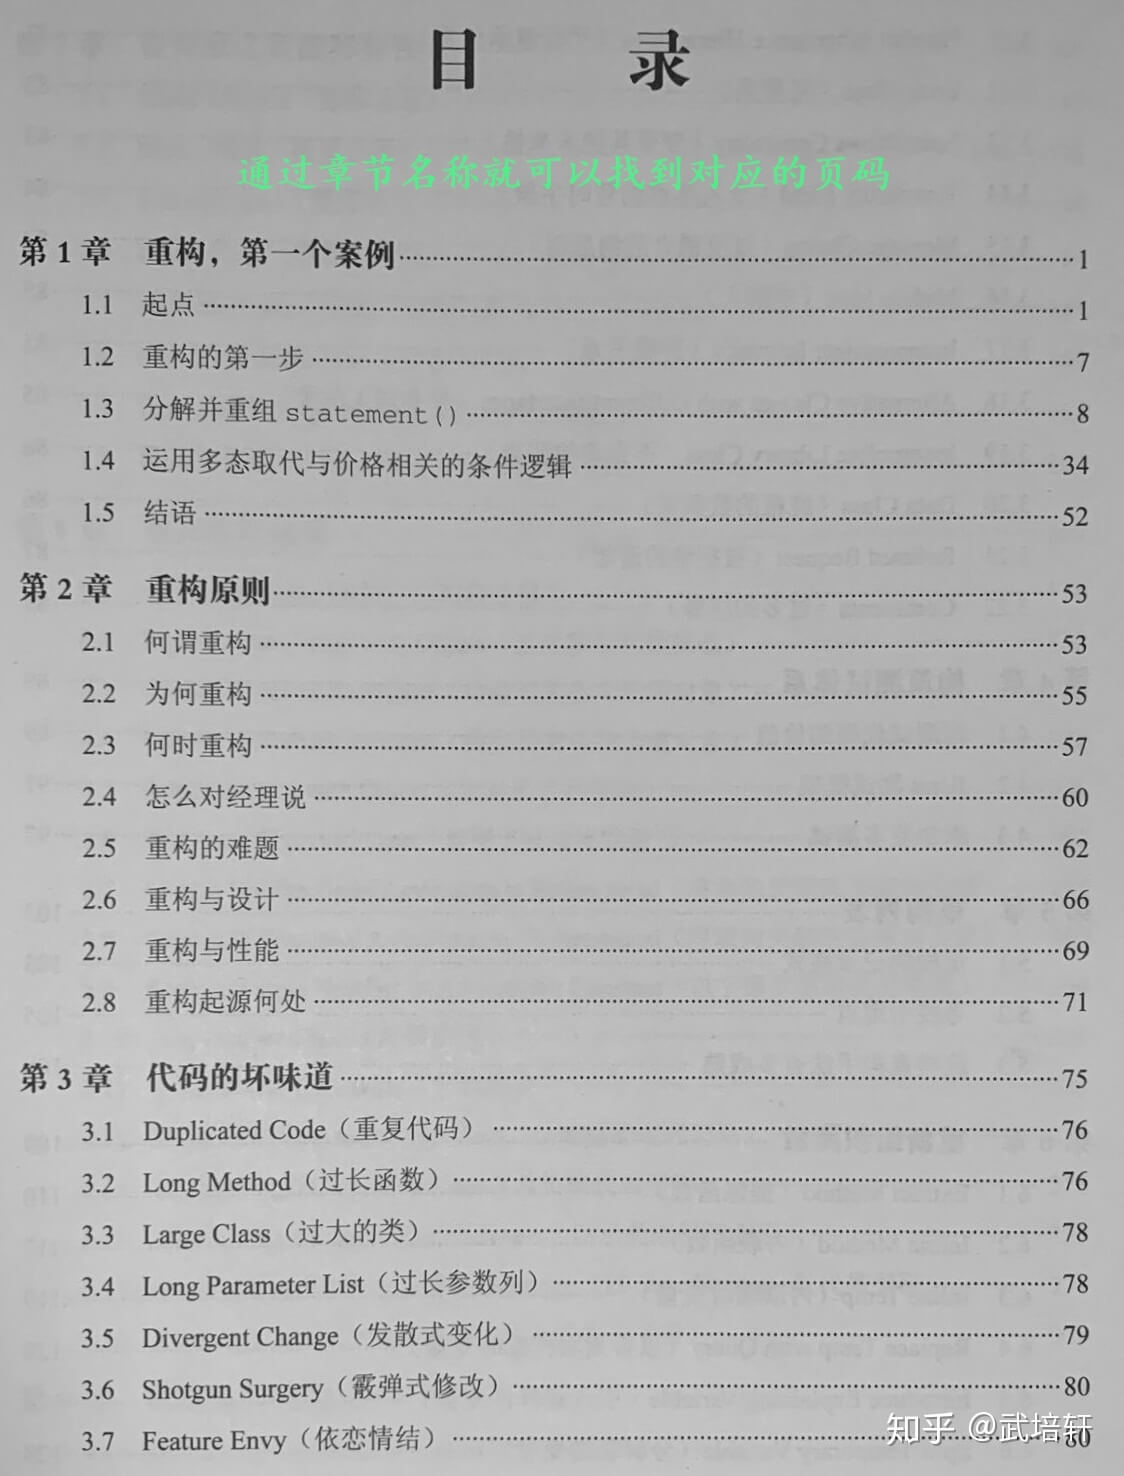 目 录
通过章节名称就可以找到对应的页码
第 1 章 重构，第一个案例 1
1.1 起点 1
1.2 重构的第一步 7
1.3 分解并重组 statement() 8
1.4 运用多态取代与价格相关的条件逻辑 34
1.5 结语 52
第 2 章 重构原则 53
2.1 何谓重构 53
2.2 为何重构 55
2.3 何时重构 57
2.4 怎么对经理说 60
2.5 重构的难题 62
2.6 重构与设计 66
2.7 重构与性能 69
2.8 重构起源何处 71
第 3 章 代码的坏味道 75
3.1 Duplicated Code（重复代码） 76
3.2 Long Method（过长函数） 76
3.3 Large Class（过大的类） 78
3.4 Long Parameter List（过长参数列） 78
3.5 Divergent Change（发散式变化） 79
3.6 Shotgun Surgery（霰弹式修改） 80
3.7 Feature Envy（依恋情结） 80
知乎 @武培轩